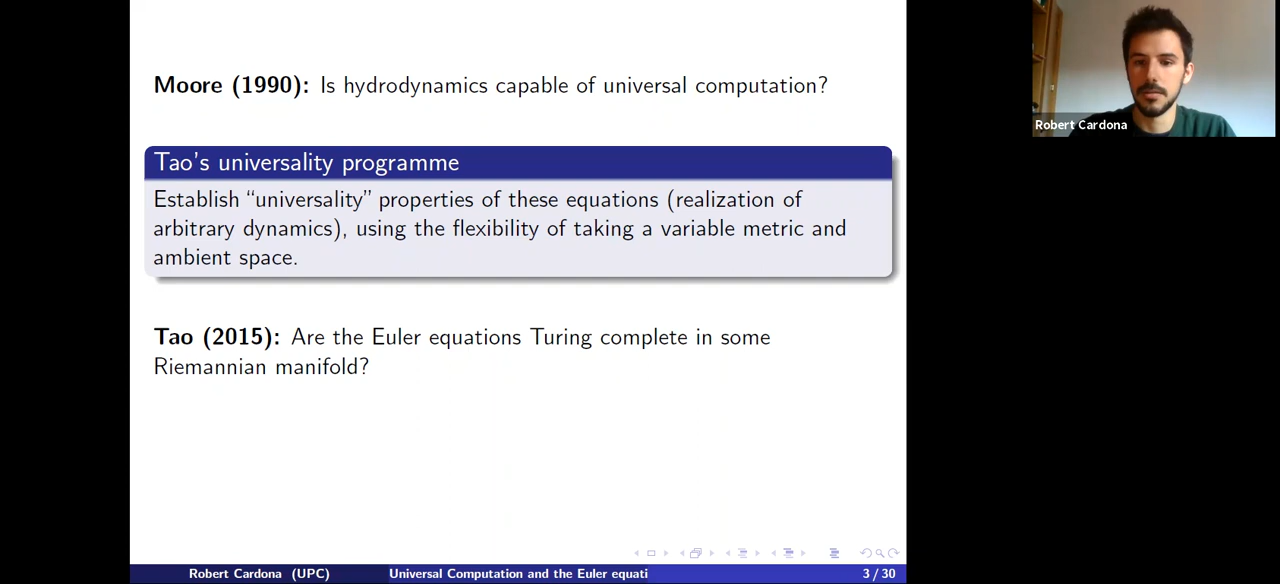 Moore (1990): Is hydrodynamics capable of universal computation?
Tao's universality programme
Establish “universality” properties of these equations (realization of
arbitrary dynamics), using the flexibility of taking a variable metric and
ambient space.
Tao (2015): Are the Euler equations Turing complete in some
Riemannian manifold?
Robert Cardona (UPC) Universal Computation and the Euler equati 3 / 30
Robert Cardona